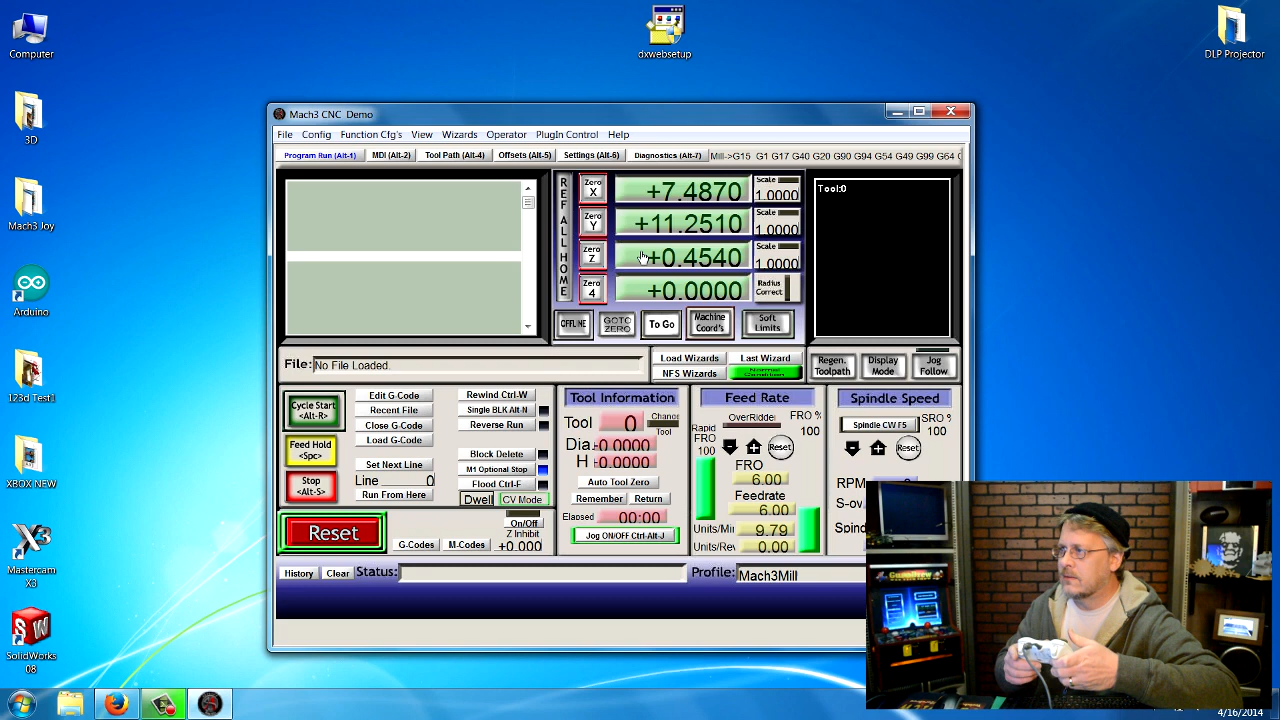 Computer
dxwebsetup
DLP Projector
3D
Mach3 Joy
Arduino
123d Test1
XBOX NEW
Mastercam X3
SolidWorks 08
Mach3 CNC Demo
File Config Function Cfg's View Wizards Operator PlugIn Control Help
Program Run (Alt-1) MDI (Alt-2) Tool Path (Alt-4) Offsets (Alt-5) Settings (Alt-6) Diagnostics (Alt-7) Mill->G15 G1 G17 G40 G20 G90 G94 G54 G49 G99 G64
REF ALL HOME
Zero X +7.4870 Scale 1.0000
Zero Y +11.2510 Scale 1.0000
Zero Z +0.4540 Scale 1.0000
Zero 4 +0.0000 Radius Correct
OFFLINE GOTO ZERO To Go Machine Coord's Soft Limits
Tool:0
File: No File Loaded.
Load Wizards Last Wizard
NFS Wizards Normal Condition
Regen. Toolpath Display Mode Jog Follow
Cycle Start <Alt-R>
Feed Hold <Spc>
Stop <Alt-S>
Edit G-Code
Recent File
Close G-Code
Load G-Code
Set Next Line
Line 0
Run From Here
Rewind Ctrl-W
Single BLK Alt-N
Reverse Run
Block Delete
M1 Optional Stop
Flood Ctrl-F
Dwell CV Mode
Reset
G-Codes M-Codes
On/Off
Z Inhibit
+0.000
Tool Information
Tool 0 Tool
Dia. +0.0000
H +0.0000
Auto Tool Zero
Remember Return
Elapsed 00:00
Jog ON/OFF Ctrl-Alt-J
Feed Rate
FRO %
100
Rapid FRO
100
Reset
FRO
6.00
Feedrate
6.00
9.79
0.00
Spindle Speed
Spindle CW F5
SRO %
100
Reset
RPM
S-ov
Spind
History Clear Status:
Profile: Mach3Mill
4/16/2014